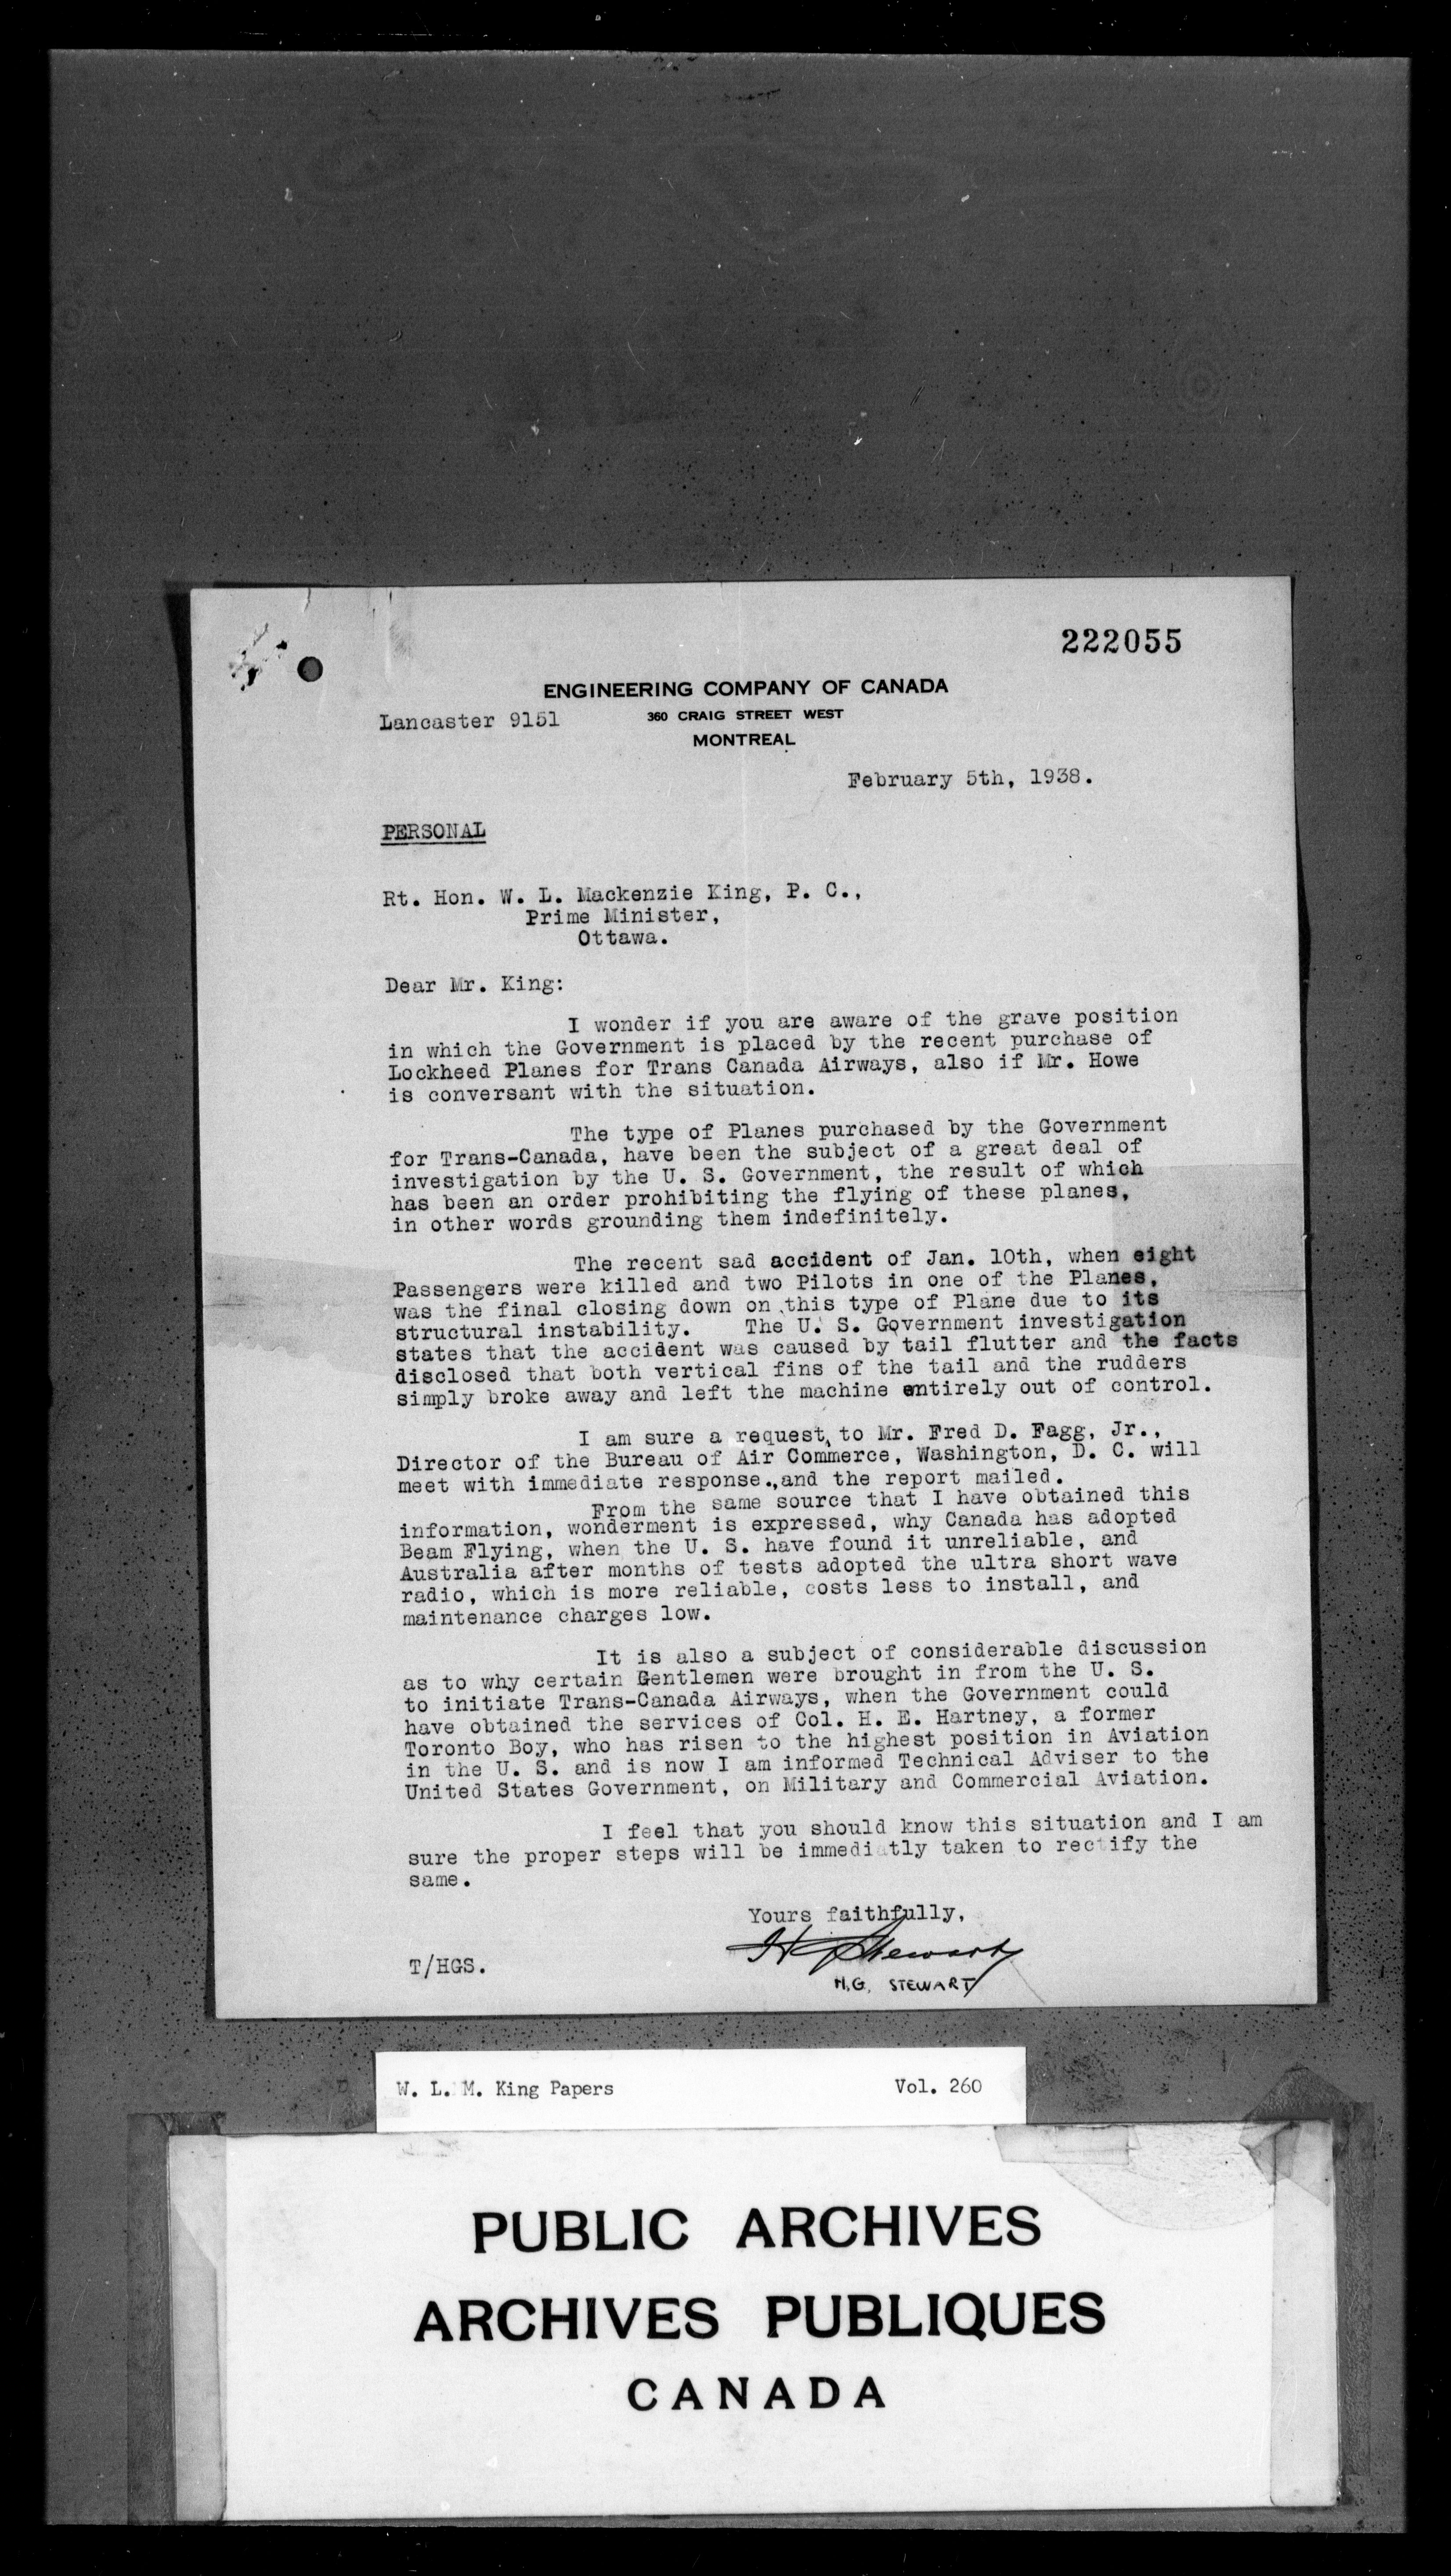 222055
ENGINEERING COMPANY OF CANADA
Lancaster 9151
360 CRAIG STREET WEST
MONTREAL
February 5th, 1938.
PERSONAL
Rt. Hon. W. L. Mackenzie King, P. C.,
Prime Minister,
Ottawa.
Dear Mr. King:
I wonder if you are aware of the grave position
in which the Government is placed by the recent purchase of
Lockheed Planes for Trans Canada Airways, also if Mr. Howe
is conversant with the situation.
The type of Planes purchased by the Government
for Trans-Canada, have been the subject of a great deal of
investigation by the U. S. Government, the result of which
has been an order prohibiting the flying of these planes,
in other words grounding them indefinitely.
The recent sad accident of Jan. 10th, when eight
Passengers were killed and two Pilots in one of the Planes,
was the final closing down on this type of Plane due to its
structural instability. The U. S. Government investigation
states that the accident was caused by tail flutter and the facts
disclosed that both vertical fins of the tail and the rudders
simply broke away and left the machine entirely out of control.
I am sure a request, to Mr. Fred D. Fagg, Jr.,
Director of the Bureau of Air Commerce, Washington, D. C. will
meet with immediate response.,and the report mailed.
From the same source that I have obtained this
information, wonderment is expressed, why Canada has adopted
Beam Flying, when the U. S. have found it unreliable, and
Australia after months of tests adopted the ultra short wave
radio, which is more reliable, costs less to install, and
maintenance charges low.
It is also a subject of considerable discussion
as to why certain Gentlemen were brought in from the U. S.
to initiate Trans-Canada Airways, when the Government could
have obtained the services of Col. H. E. Hartney, a former
Toronto Boy, who has risen to the highest position in Aviation
in the U. S. and is now I am informed Technical Adviser to the
United States Government, on Military and Commercial Aviation.
I feel that you should know this situation and I am
sure the proper steps will be immediatly taken to rectify the
same.
Yours faithfully,
H G Stewart
T/HGS.
H.G. STEWART
W. L. M. King Papers Vol. 260
PUBLIC ARCHIVES
ARCHIVES PUBLIQUES
CANADA